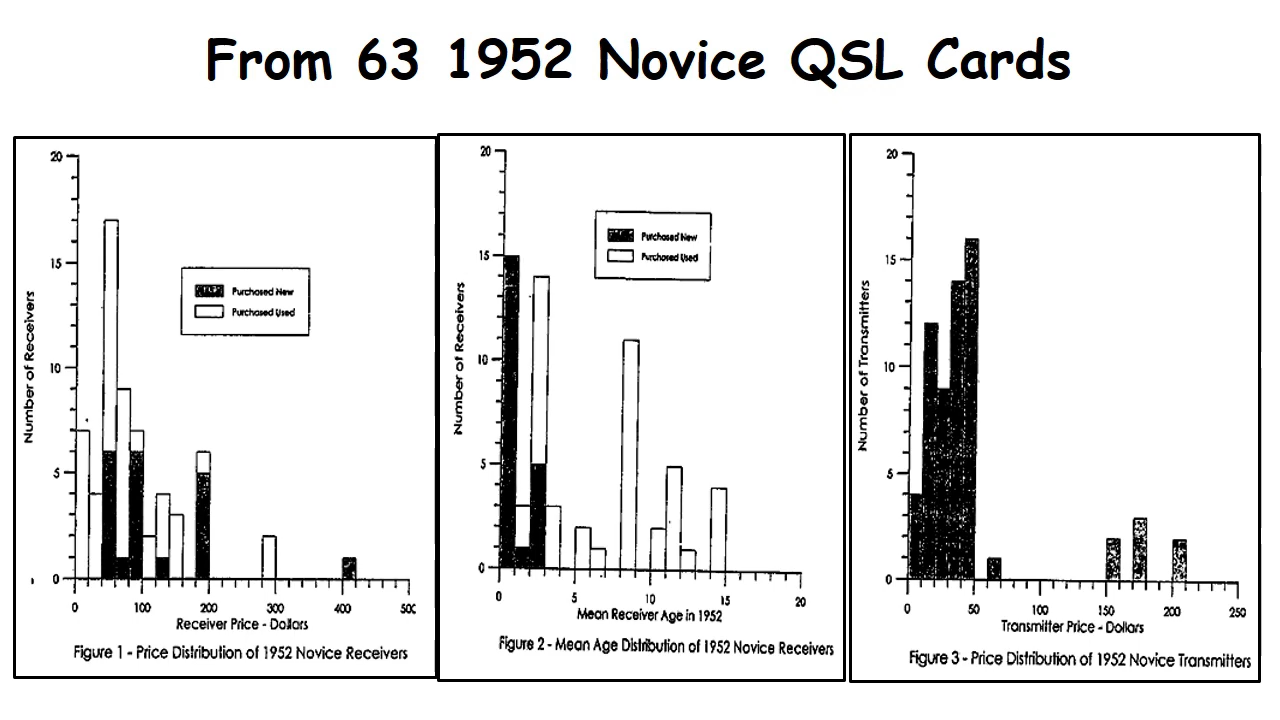 From 63 1952 Novice QSL Cards
20
15
10
5
0
Number of Receivers
Purchased New
Purchased Used
0 100 200 300 400 50
Receiver Price - Dollars
Figure 1 - Price Distribution of 1952 Novice Receivers
20
15
10
5
0
Number of Receivers
Purchased New
Purchased Used
0 5 10 15 20
Mean Receiver Age in 1952
Figure 2 - Mean Age Distribution of 1952 Novice Receivers
20
15
10
5
0
Number of Transmitters
0 50 100 150 200 250
Transmitter Price - Dollars
Figure 3 - Price Distribution of 1952 Novice Transmitters